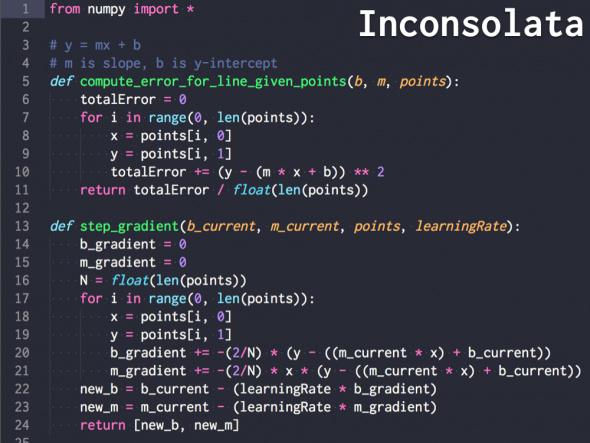 Inconsolata
1 from numpy import *
2
3 # y = mx + b
4 # m is slope, b is y-intercept
5 def compute_error_for_line_given_points(b, m, points):
6     totalError = 0
7     for i in range(0, len(points)):
8         x = points[i, 0]
9         y = points[i, 1]
10         totalError += (y - (m * x + b)) ** 2
11     return totalError / float(len(points))
12
13 def step_gradient(b_current, m_current, points, learningRate):
14     b_gradient = 0
15     m_gradient = 0
16     N = float(len(points))
17     for i in range(0, len(points)):
18         x = points[i, 0]
19         y = points[i, 1]
20         b_gradient += -(2/N) * (y - ((m_current * x) + b_current))
21         m_gradient += -(2/N) * x * (y - ((m_current * x) + b_current))
22     new_b = b_current - (learningRate * b_gradient)
23     new_m = m_current - (learningRate * m_gradient)
24     return [new_b, new_m]
25